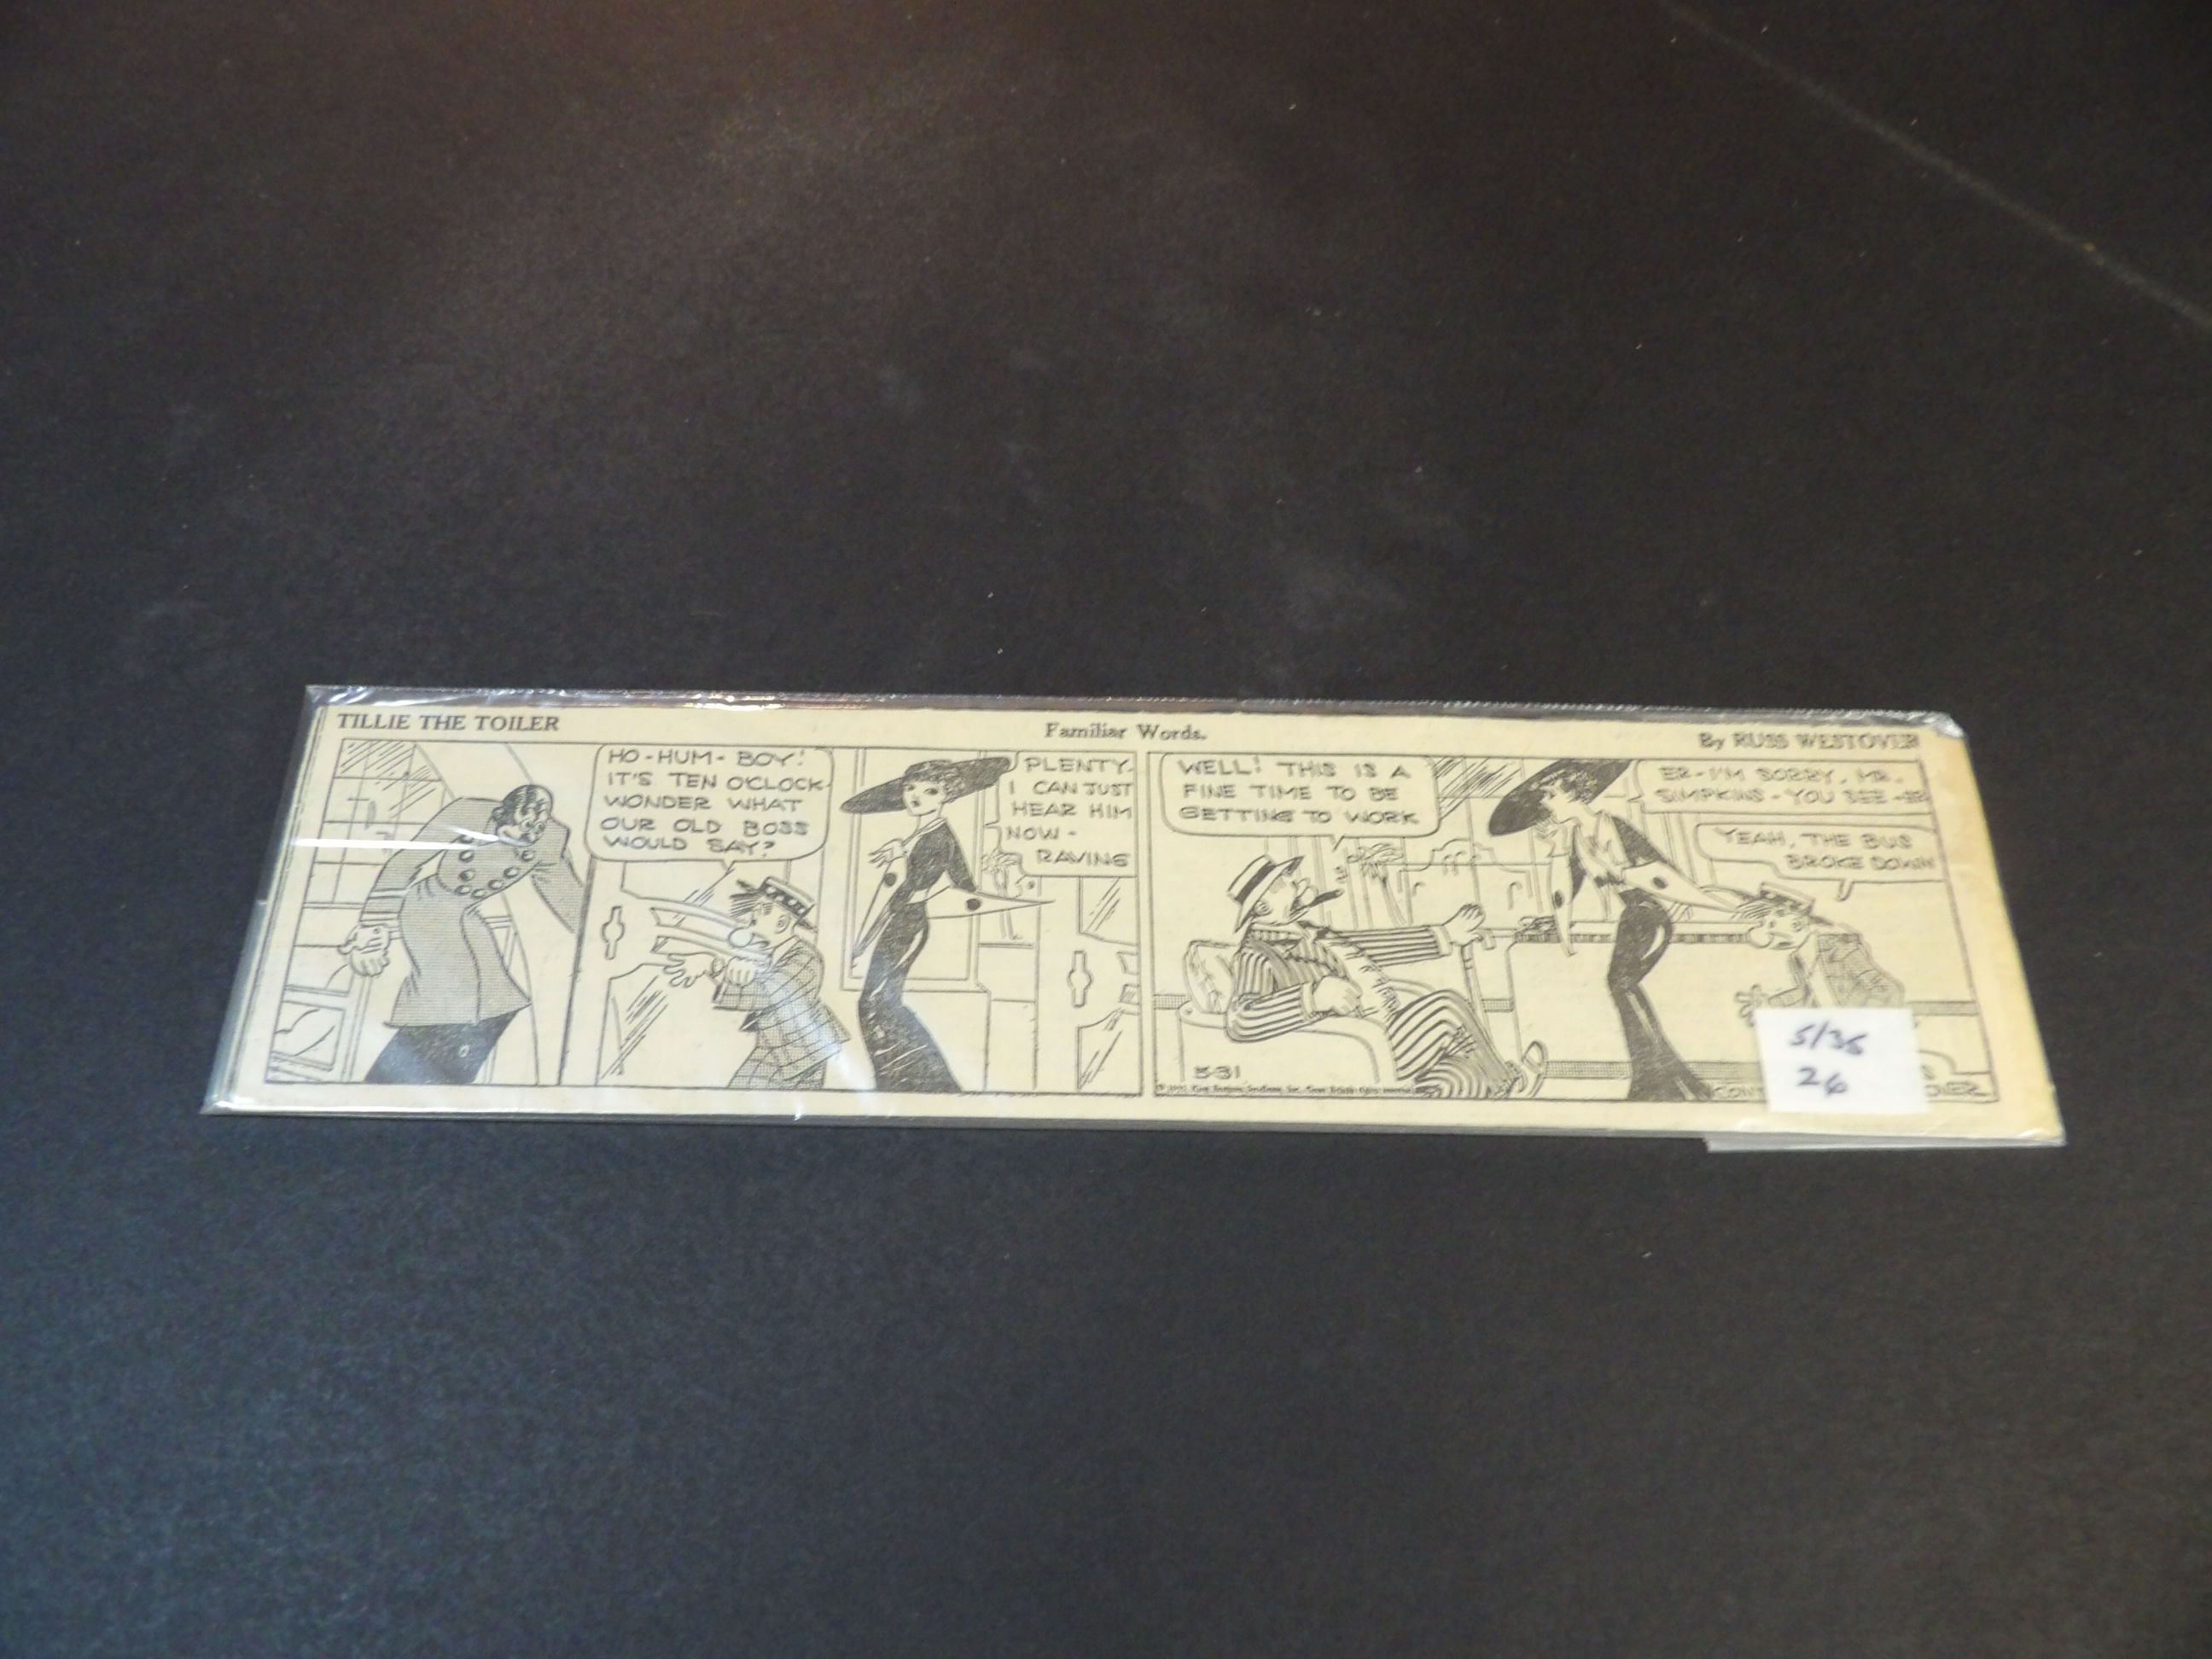 TILLIE THE TOILER
Familiar Words.
By RUSS WESTOVER
HO-HUM- BOY!
IT'S TEN O'CLOCK
WONDER WHAT
OUR OLD BOSS
WOULD SAY?
PLENTY-
I CAN JUST
HEAR HIM
NOW -
RAVING
WELL! THIS IS A
FINE TIME TO BE
GETTING TO WORK
ER-I'M SORRY, MR.
SIMPKINS-YOU SEE-ER
YEAH, THE BUS
BROKE DOWN
5-31
5/35
26